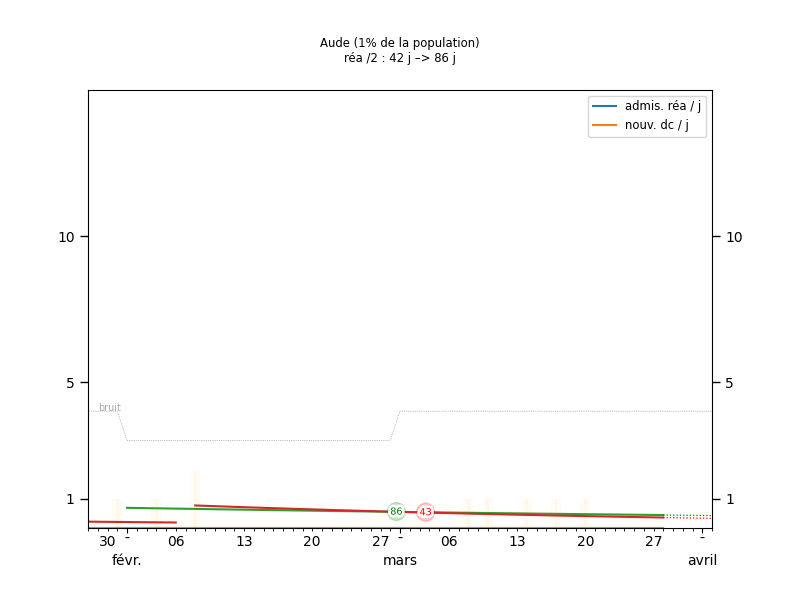 Aude (1% de la population)
réa /2 : 42 j –> 86 j
admis. réa / j
nouv. dc / j
10 10
5 5
bruit
1 1
86 43
30 - 06 13 20 27 - 06 13 20 27 -
févr. mars avril